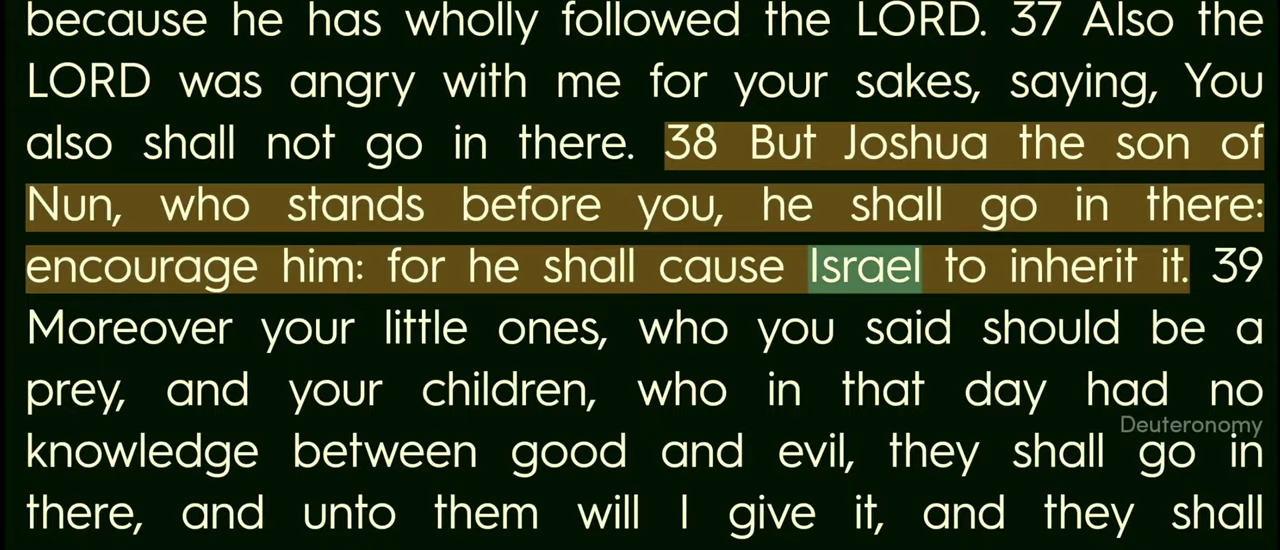 because he has wholly followed the LORD. 37 Also the
LORD was angry with me for your sakes, saying, You
also shall not go in there. 38 But Joshua the son of
Nun, who stands before you, he shall go in there:
encourage him: for he shall cause Israel to inherit it. 39
Moreover your little ones, who you said should be a
prey, and your children, who in that day had no
Deuteronomy
knowledge between good and evil, they shall go in
there, and unto them will I give it, and they shall